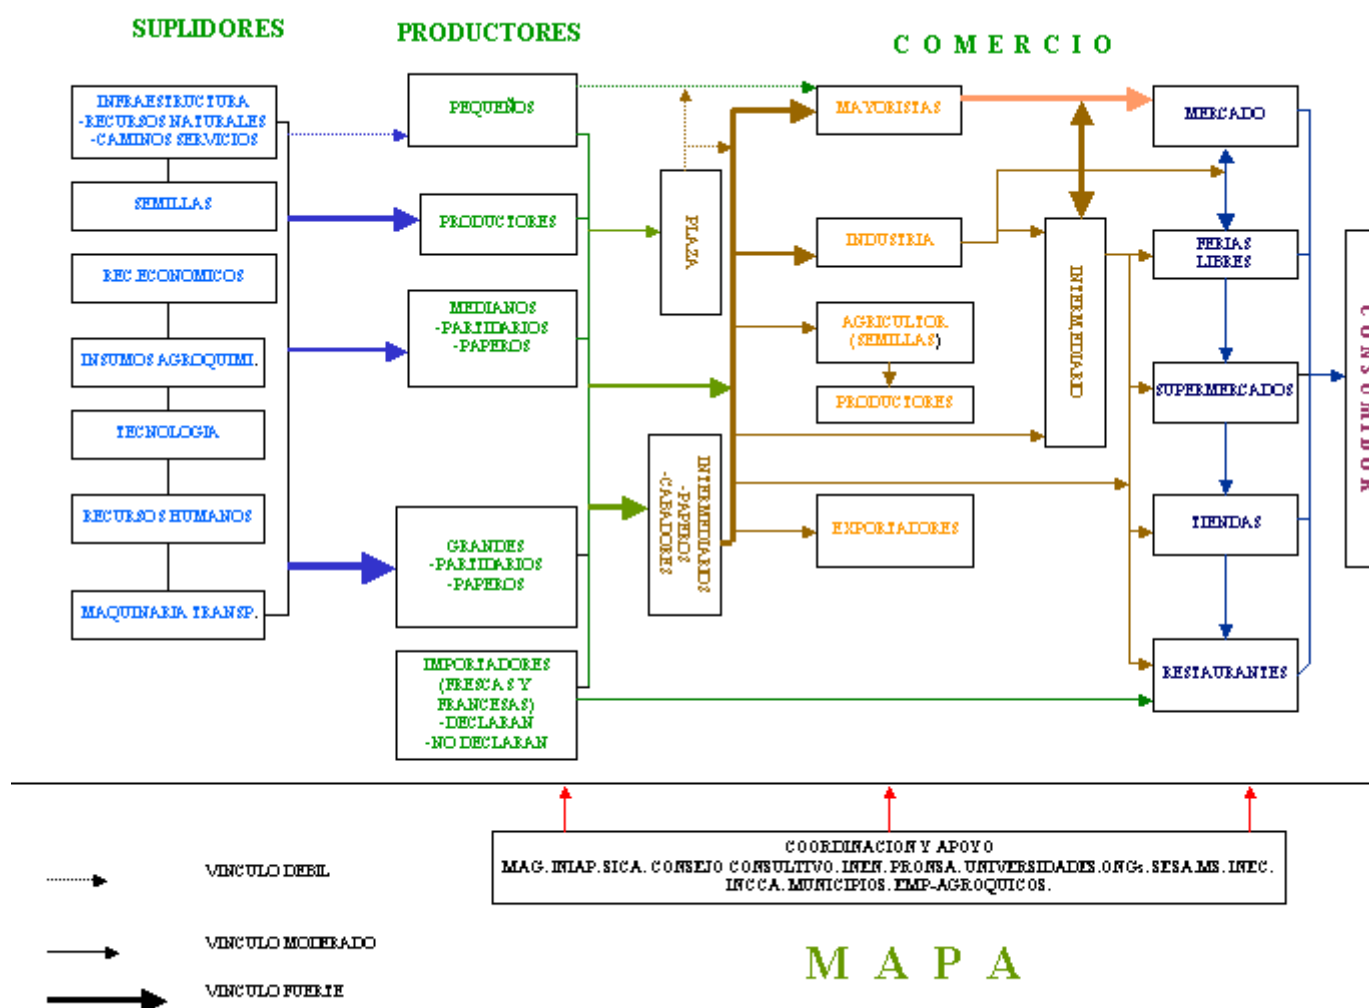 SUPLIDORES
PRODUCTORES
C O M E R C I O
INFRAESTRUCTURA
-RECURSOS NATURALES
-CAMINOS SERVICIOS
SEMILLAS
REC.ECONOMICOS
INSUMOS AGROQUIMI.
TECNOLOGIA
RECURSOS HUMANOS
MAQUINARIA TRANSP.
PEQUEÑOS
PRODUCTORES
MEDIANOS
-PARTIDARIOS
-PAPEROS
GRANDES
-PARTIDARIOS
-PAPEROS
IMPORTADORES
(FRESCAS Y
FRANCESAS)
-DECLARAN
-NO DECLARAN
PLAZA
INTERMEDIARIOS
-PAPEROS
-CABADORES
MAYORISTAS
INDUSTRIA
AGRICULTOR
(SEMILLAS)
PRODUCTORES
EXPORTADORES
INTERM,EDIARIO
MERCADO
FERIAS
LIBRES
SUPERMERCADOS
TIENDAS
RESTAURANTES
CONSUMIDOR
COORDINACION Y APOYO
MAG.INIAP.SICA.CONSEJO CONSULTIVO.INEN.PRONSA.UNIVERSIDADES.ONGs.SESA.MS.INEC.
INCCA.MUNICIPIOS.EMP-AGROQUICOS.
VINCULO DEBIL
VINCULO MODERADO
VINCULO FUERTE
M A P A